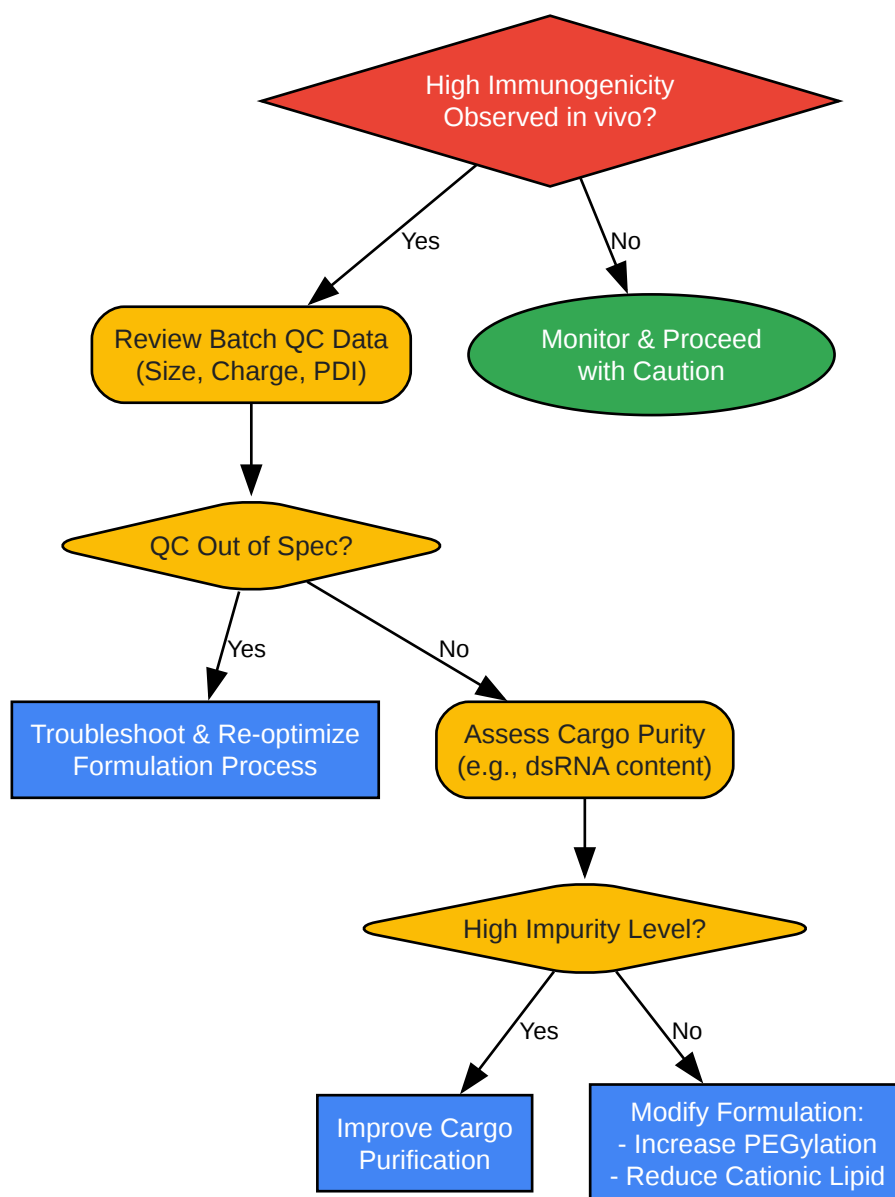 High Immunogenicity
Observed in vivo?
Yes
No
Review Batch QC Data
(Size, Charge, PDI)
Monitor & Proceed
with Caution
QC Out of Spec?
Yes
No
Troubleshoot & Re-optimize
Formulation Process
Assess Cargo Purity
(e.g., dsRNA content)
High Impurity Level?
Yes
No
Improve Cargo
Purification
Modify Formulation:
- Increase PEGylation
- Reduce Cationic Lipid